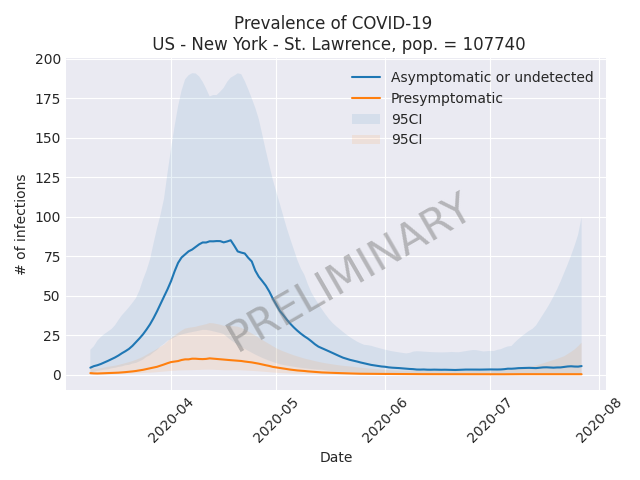 Prevalence of COVID-19
US - New York - St. Lawrence, pop. = 107740
200
175
150
125
100
75
50
25
0
# of infections
Asymptomatic or undetected
Presymptomatic
95CI
95CI
PRELIMINARY
2020-04
2020-05
2020-06
2020-07
2020-08
Date